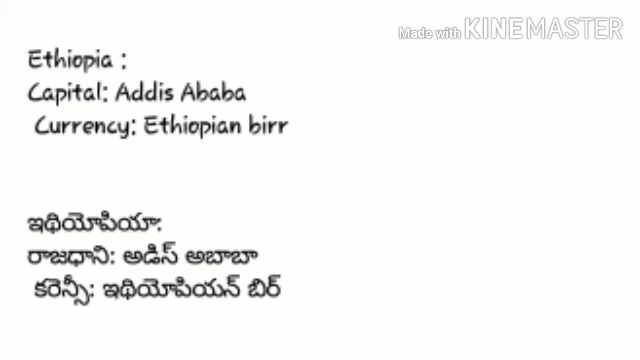 Made with KINEMASTER
Ethiopia :
Capital: Addis Ababa
Currency: Ethiopian birr
ఇథియోపియా:
రాజధాని: అడిస్ అబాబా
కరెన్సీ: ఇథియోపియన్ బిర్